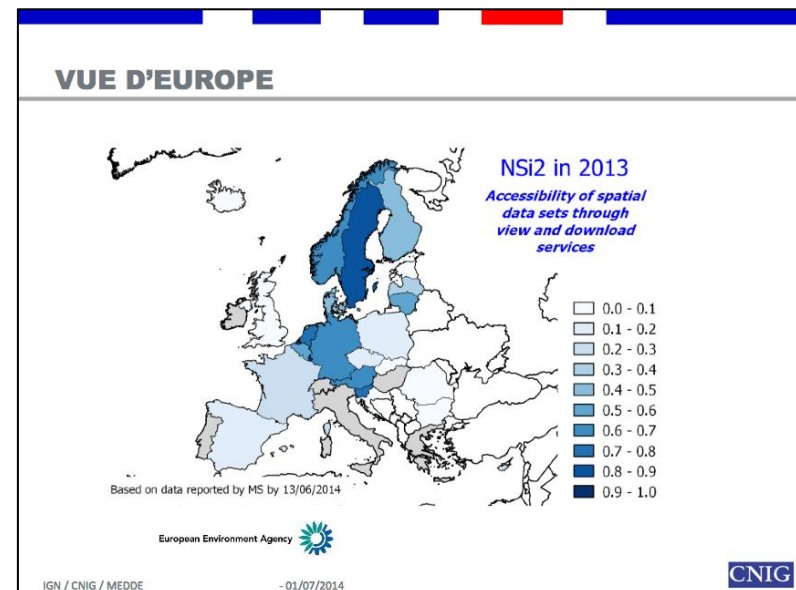 VUE D'EUROPE
NSi2 in 2013
Accessibility of spatial
data sets through
view and download
services
0.0 - 0.1
0.1 - 0.2
0.2 - 0.3
0.3 - 0.4
0.4 - 0.5
0.5 - 0.6
0.6 - 0.7
0.7 - 0.8
0.8 - 0.9
0.9 - 1.0
Based on data reported by MS by 13/06/2014
European Environment Agency
IGN / CNIG / MEDDE - 01/07/2014
CNIG